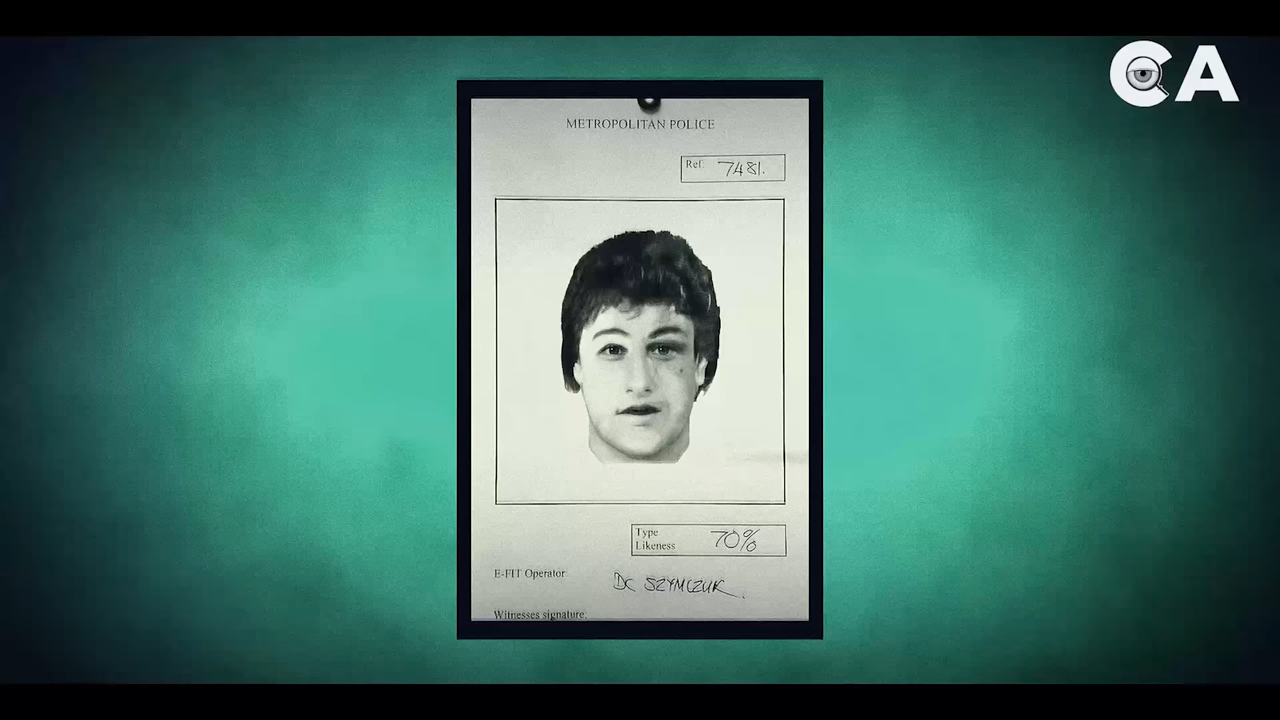 CA
METROPOLITAN POLICE
Ref. 7481.
Type
Likeness 70%
E-FIT Operator DC SZYMCZUK.
Witnesses signature: